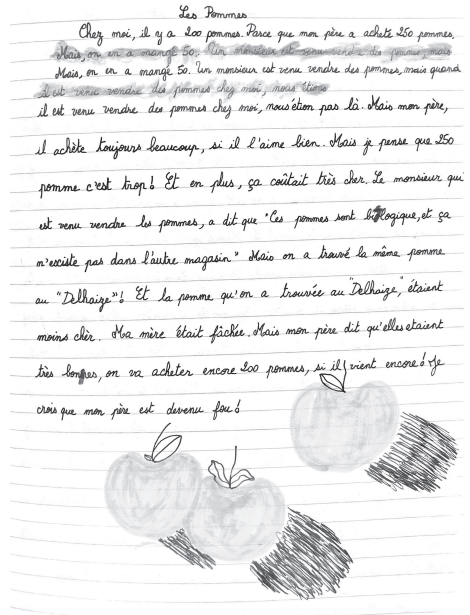 Les Pommes
Chez moi, il y a 200 pommes. Parce que mon père a acheté 250 pommes.
Mais, on en a mangé 50. Un monsieur est venu vendre des pommes, mais
Mais, on en a mangé 50. Un monsieur est venu vendre des pommes, mais quand
il est venu vendre des pommes chez moi, nous étions
il est venu vendre des pommes chez moi, nous étion pas là. Mais mon père,
il achète toujours beaucoup, si il l'aime bien. Mais je pense que 250
pomme c'est trop! Et en plus, ça coûtait très cher. Le monsieur qui
est venu vendre les pommes, a dit que "Ces pommes sont biologique, et ça
n'esciste pas dans l'autre magasin" Mais on a trouvé la même pomme
au "Delhaize"! Et la pomme qu'on a trouvée au "Delhaize", étaient
moins chèr. Ma mère était fâchée. Mais mon père dit qu'elles etaient
très bonnes, on va acheter encore 200 pommes, si il vient encore! Je
crois que mon père est devenu fou!